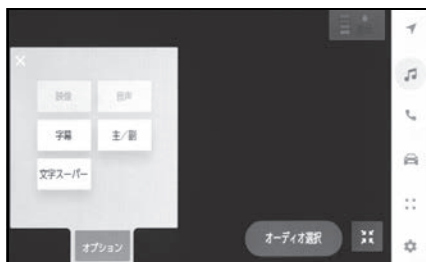 映像 音声
字幕 主／副
文字スーパー
オプション
オーディオ選択